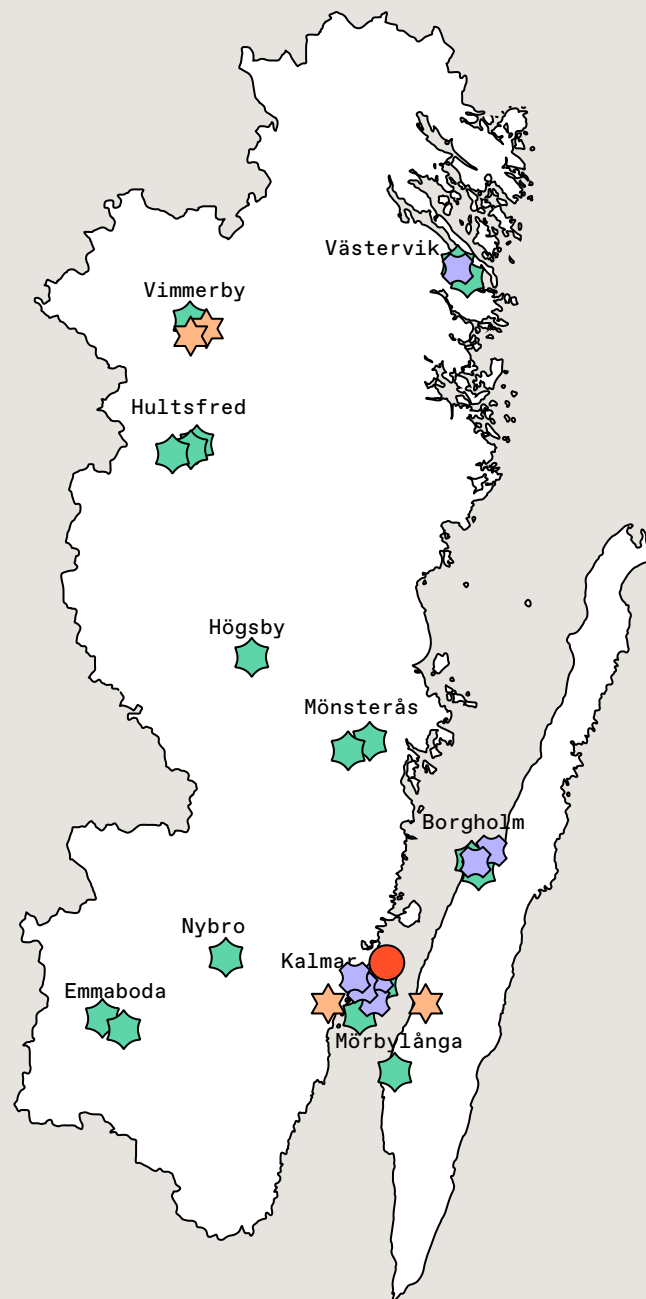 Västervik
Vimmerby
Hultsfred
Högsby
Mönsterås
Borgholm
Nybro
Kalmar
Emmaboda
Mörbylånga